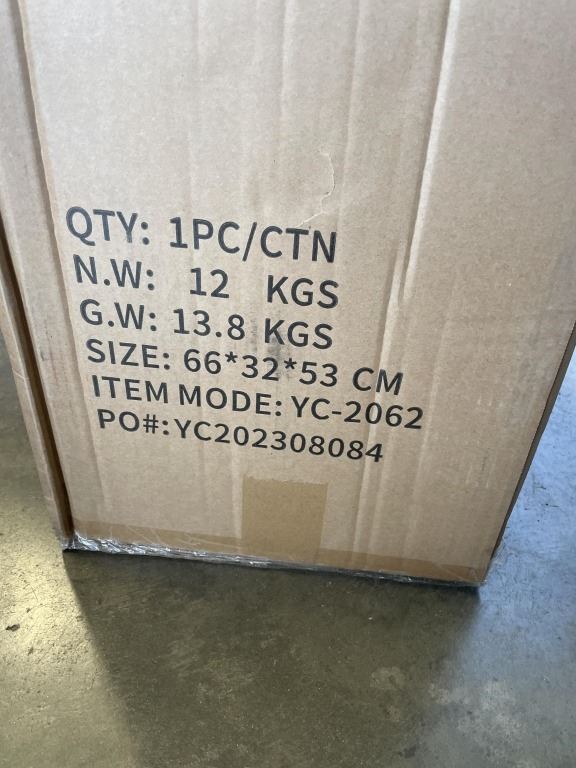 QTY: 1PC/CTN
N.W: 12 KGS
G.W: 13.8 KGS
SIZE: 66*32*53 CM
ITEM MODE: YC-2062
PO#:YC202308084